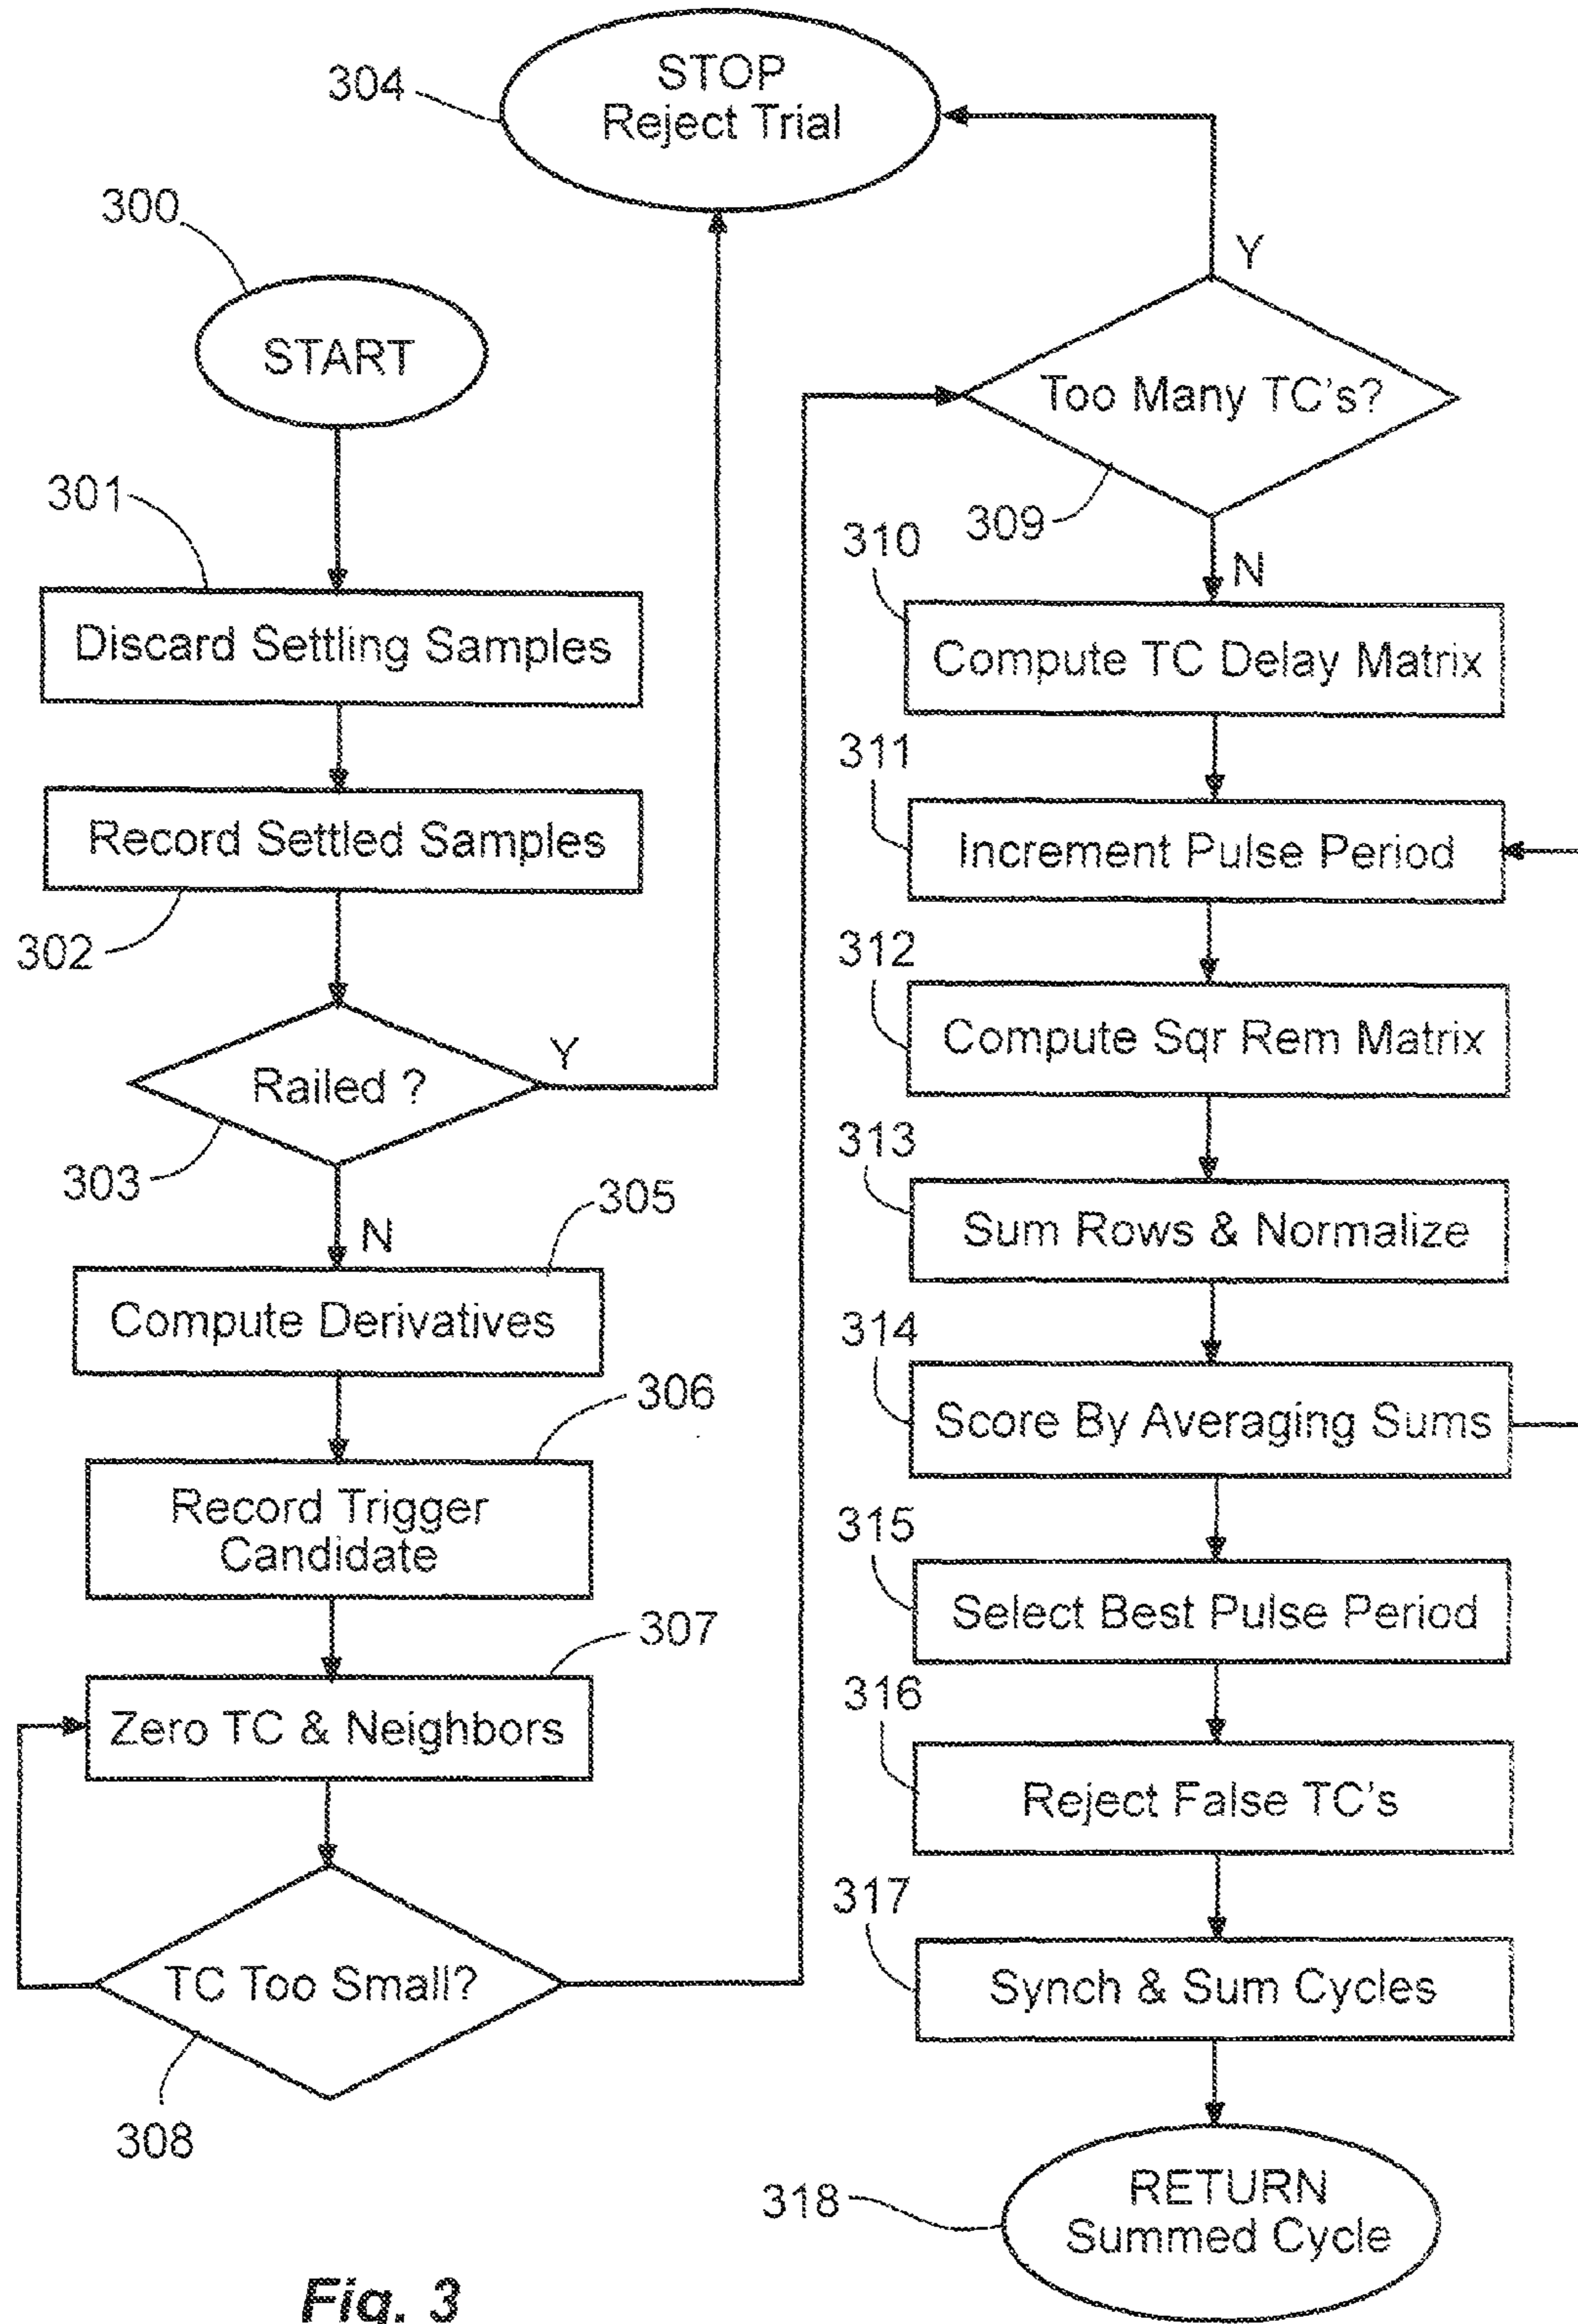 304
STOP
Reject Trial
300
START
Y
Too Many TC's?
309
N
301
Discard Settling Samples
Record Settled Samples
302
Railed ?
Y
303
N
305
Compute Derivatives
306
Record Trigger
Candidate
307
Zero TC & Neighbors
TC Too Small?
308
310
Compute TC Delay Matrix
311
Increment Pulse Period
312
Compute Sqr Rem Matrix
313
Sum Rows & Normalize
314
Score By Averaging Sums
315
Select Best Pulse Period
316
Reject False TC's
317
Synch & Sum Cycles
318
RETURN
Summed Cycle
Fig. 3